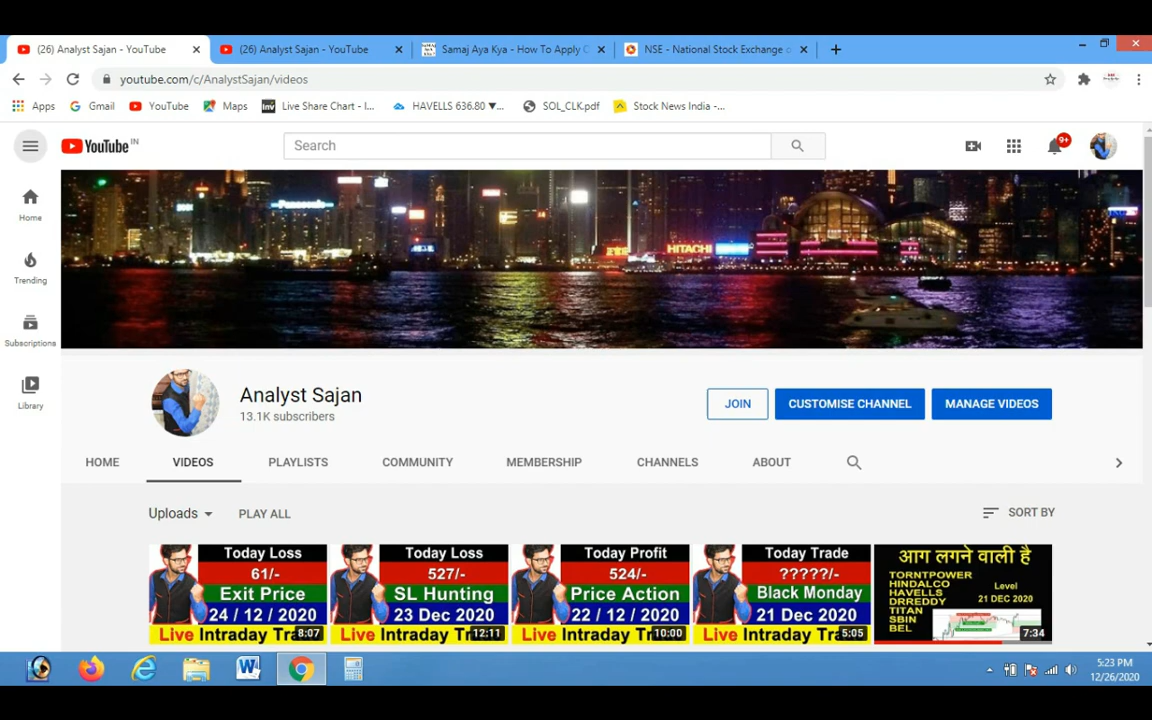 (26) Analyst Sajan - YouTube
(26) Analyst Sajan - YouTube
Samaj Aya Kya - How To Apply C
NSE - National Stock Exchange o
youtube.com/c/AnalystSajan/videos
Apps
Gmail
YouTube
Maps
Inv
Live Share Chart - I...
HAVELLS 636.80 ▼...
SOL_CLK.pdf
Stock News India -...
YouTube IN
Search
9+
Home
Trending
Subscriptions
Library
Panasonic
HITACHI
Analyst Sajan
13.1K subscribers
JOIN
CUSTOMISE CHANNEL
MANAGE VIDEOS
HOME
VIDEOS
PLAYLISTS
COMMUNITY
MEMBERSHIP
CHANNELS
ABOUT
Uploads
PLAY ALL
SORT BY
Today Loss
61/-
Exit Price
24 / 12 / 2020
Live Intraday Tra
8:07
Today Loss
527/-
SL Hunting
23 Dec 2020
Live Intraday Tr
12:11
Today Profit
524/-
Price Action
22 / 12 / 2020
Live Intraday Tr
10:00
Today Trade
?????/-
Black Monday
21 Dec 2020
Live Intraday Tra
5:05
आग लगने वाली है
TORNTPOWER
HINDALCO
HAVELLS
DRREDDY
TITAN
SBIN
BEL
Level
21 DEC 2020
7:34
5:23 PM
12/26/2020